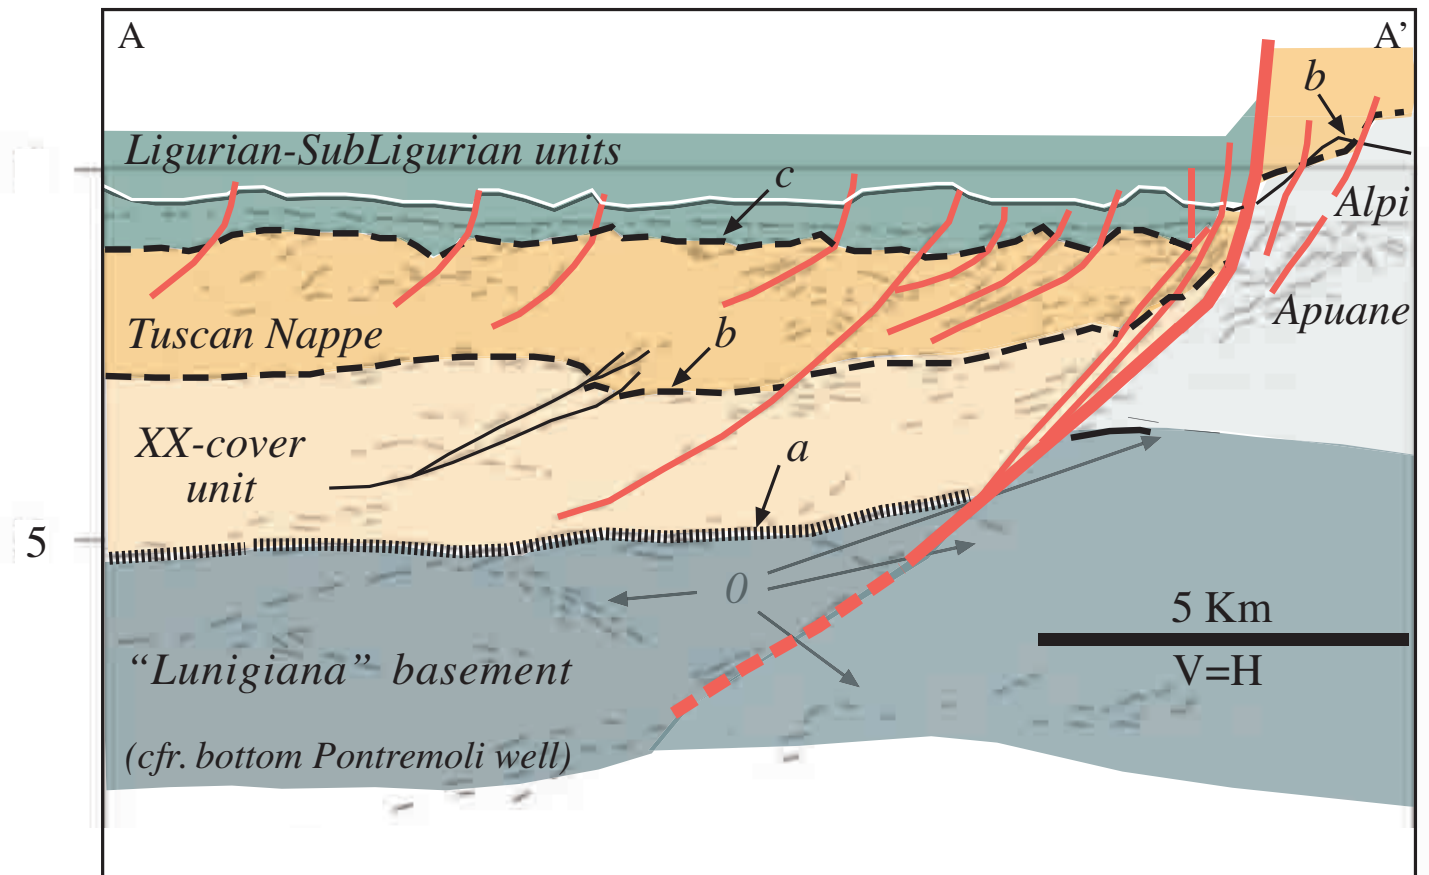 A
A’
b
Ligurian-SubLigurian units
c
Alpi
Apuane
Tuscan Nappe
b
XX-cover
unit
a
5
0
5 Km
V=H
“Lunigiana” basement
(cfr. bottom Pontremoli well)